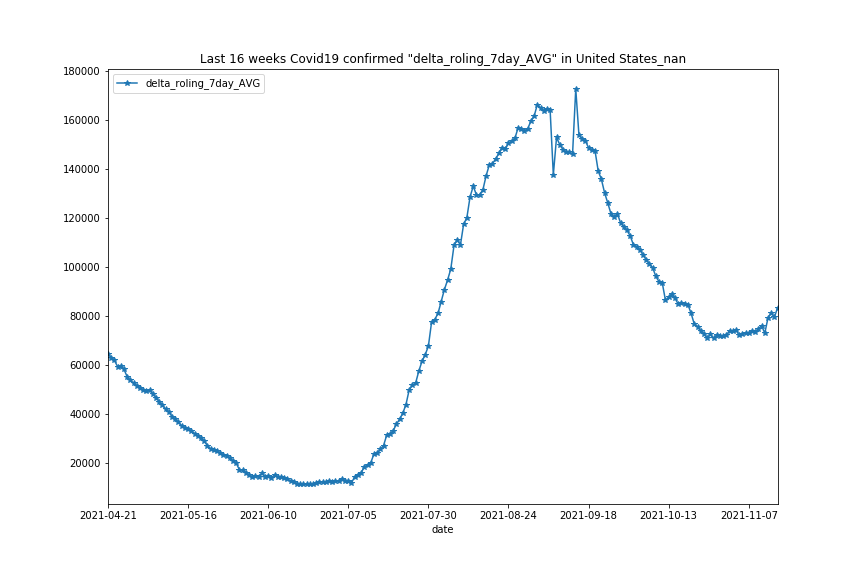 Last 16 weeks Covid19 confirmed "delta_roling_7day_AVG" in United States_nan
delta_roling_7day_AVG
180000
160000
140000
120000
100000
80000
60000
40000
20000
2021-04-21 2021-05-16 2021-06-10 2021-07-05 2021-07-30 2021-08-24 2021-09-18 2021-10-13 2021-11-07
date